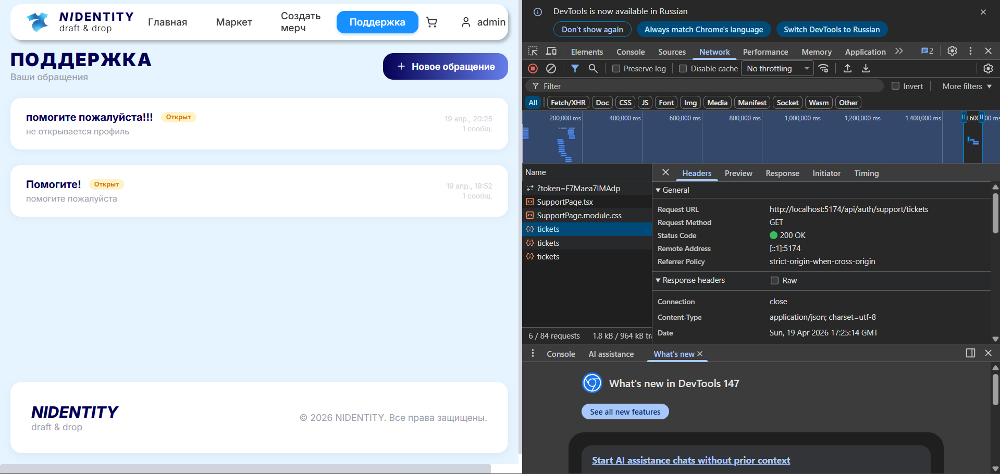 NIDENTITY
draft & drop
Главная
Маркет
Создать
мерч
Поддержка
admin
ПОДДЕРЖКА
Ваши обращения
+ Новое обращение
помогите пожалуйста!!! Открыт
не открывается профиль
19 апр., 20:25
1 сообщ.
Помогите! Открыт
помогите пожалуйста
19 апр., 19:52
1 сообщ.
NIDENTITY
draft & drop
© 2026 NIDENTITY. Все права защищены.
DevTools is now available in Russian
Don't show again
Always match Chrome's language
Switch DevTools to Russian
Elements
Console
Sources
Network
Performance
Memory
Application
2
Preserve log
Disable cache
No throttling
Filter
Invert
More filters
All
Fetch/XHR
Doc
CSS
JS
Font
Img
Media
Manifest
Socket
Wasm
Other
200,000 ms
400,000 ms
600,000 ms
800,000 ms
1,000,000 ms
1,200,000 ms
1,400,000 ms
Name
?token=F7Maea7lMAdp
SupportPage.tsx
SupportPage.module.css
tickets
tickets
tickets
6 / 84 requests
1.8 kB / 964 kB
Headers
Preview
Response
Initiator
Timing
General
Request URL http://localhost:5174/api/auth/support/tickets
Request Method GET
Status Code 200 OK
Remote Address [::1]:5174
Referrer Policy strict-origin-when-cross-origin
Response headers Raw
Connection close
Content-Type application/json; charset=utf-8
Date Sun, 19 Apr 2026 17:25:14 GMT
Console
AI assistance
What's new
What's new in DevTools 147
See all new features
Start AI assistance chats without prior context